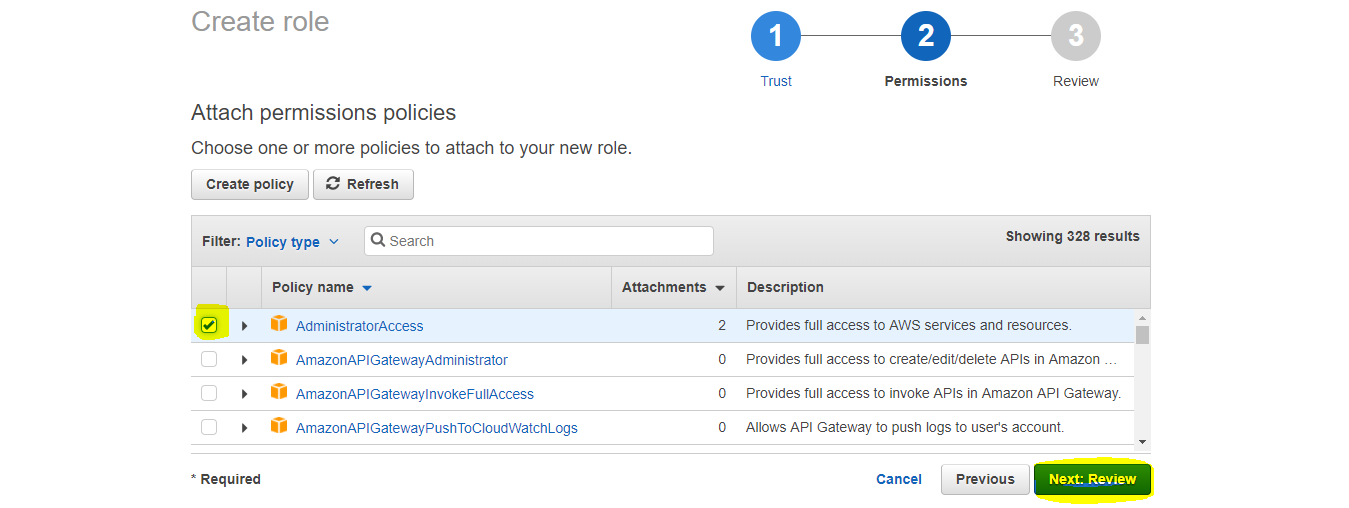 Create role
1 2 3
Trust Permissions Review
Attach permissions policies
Choose one or more policies to attach to your new role.
Create policy Refresh
Filter: Policy type Search Showing 328 results
Policy name Attachments Description
AdministratorAccess 2 Provides full access to AWS services and resources.
AmazonAPIGatewayAdministrator 0 Provides full access to create/edit/delete APIs in Amazon …
AmazonAPIGatewayInvokeFullAccess 0 Provides full access to invoke APIs in Amazon API Gateway.
AmazonAPIGatewayPushToCloudWatchLogs 0 Allows API Gateway to push logs to user's account.
* Required Cancel Previous Next: Review